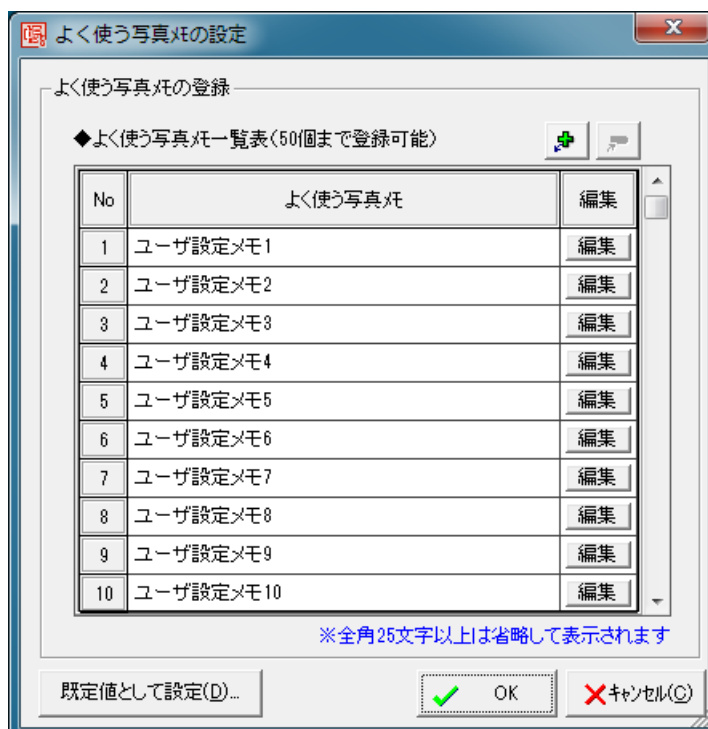 よく使う写真ﾒﾓの設定
よく使う写真ﾒﾓの登録
◆よく使う写真メモ一覧表(50個まで登録可能)
No よく使う写真ﾒﾓ 編集
1 ユーザ設定メモ1 編集
2 ユーザ設定メモ2 編集
3 ユーザ設定メモ3 編集
4 ユーザ設定メモ4 編集
5 ユーザ設定メモ5 編集
6 ユーザ設定メモ6 編集
7 ユーザ設定メモ7 編集
8 ユーザ設定メモ8 編集
9 ユーザ設定メモ9 編集
10 ユーザ設定メモ10 編集
※全角25文字以上は省略して表示されます
既定値として設定(D)... OK ｷｬﾝｾﾙ(C)